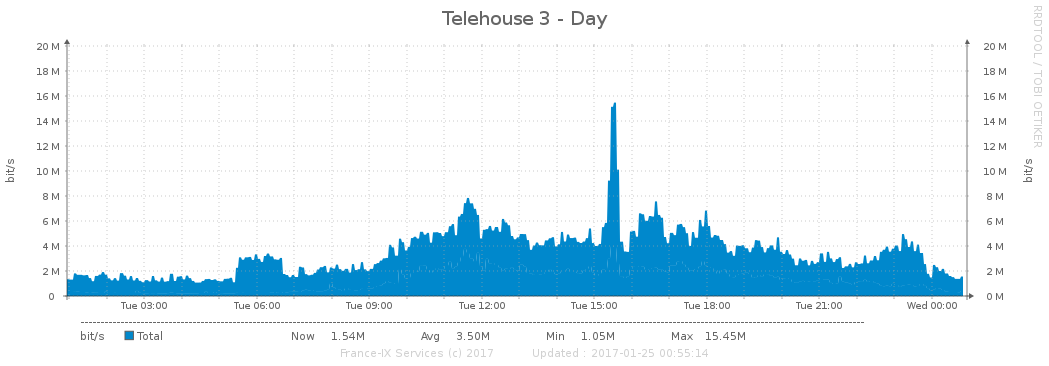 Telehouse 3 - Day
RRDTOOL / TOBI OETIKER
bit/s
bit/s
20 M 20 M
18 M 18 M
16 M 16 M
14 M 14 M
12 M 12 M
10 M 10 M
8 M 8 M
6 M 6 M
4 M 4 M
2 M 2 M
0 0 M
Tue 03:00 Tue 06:00 Tue 09:00 Tue 12:00 Tue 15:00 Tue 18:00 Tue 21:00 Wed 00:00
bit/s Total Now 1.54M Avg 3.50M Min 1.05M Max 15.45M
France-IX Services (c) 2017 Updated : 2017-01-25 00:55:14